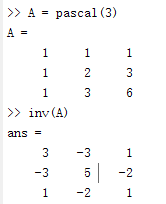 >> A = pascal(3)
A =
1 1 1
1 2 3
1 3 6
>> inv(A)
ans =
3 -3 1
-3 5 -2
1 -2 1